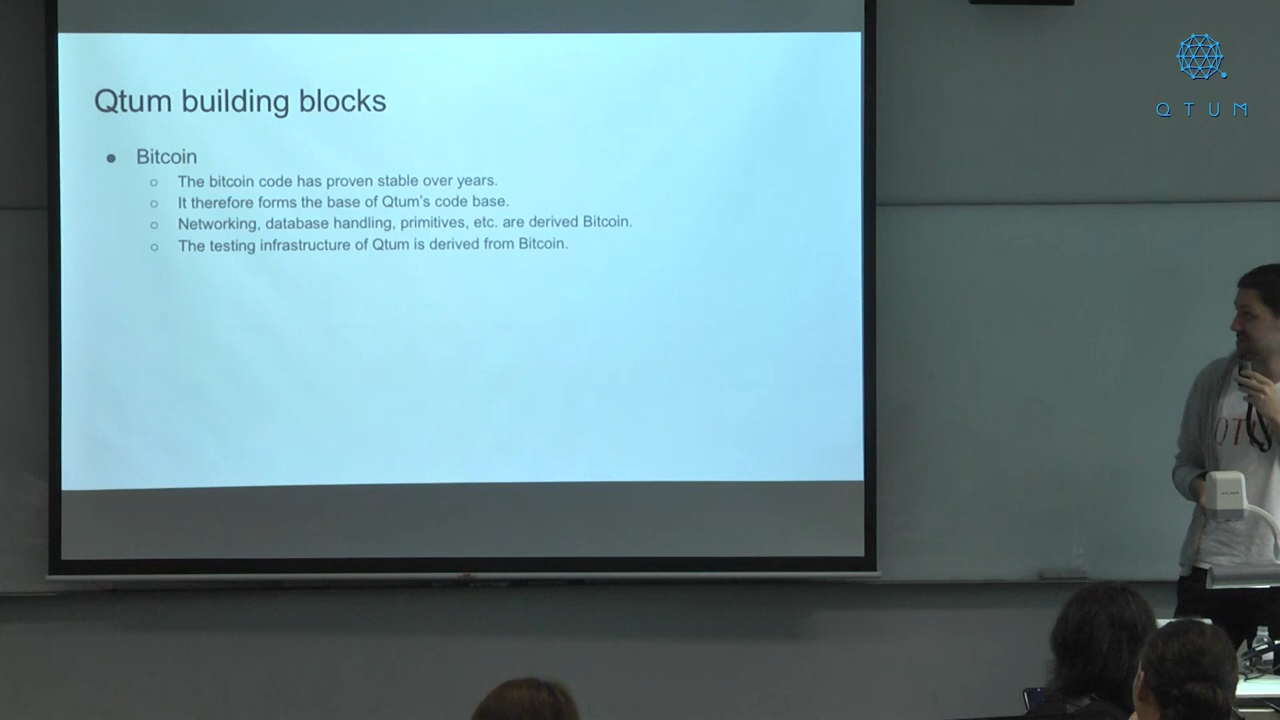 Qtum building blocks
● Bitcoin
○ The bitcoin code has proven stable over years.
○ It therefore forms the base of Qtum's code base.
○ Networking, database handling, primitives, etc. are derived Bitcoin.
○ The testing infrastructure of Qtum is derived from Bitcoin.
QTUM